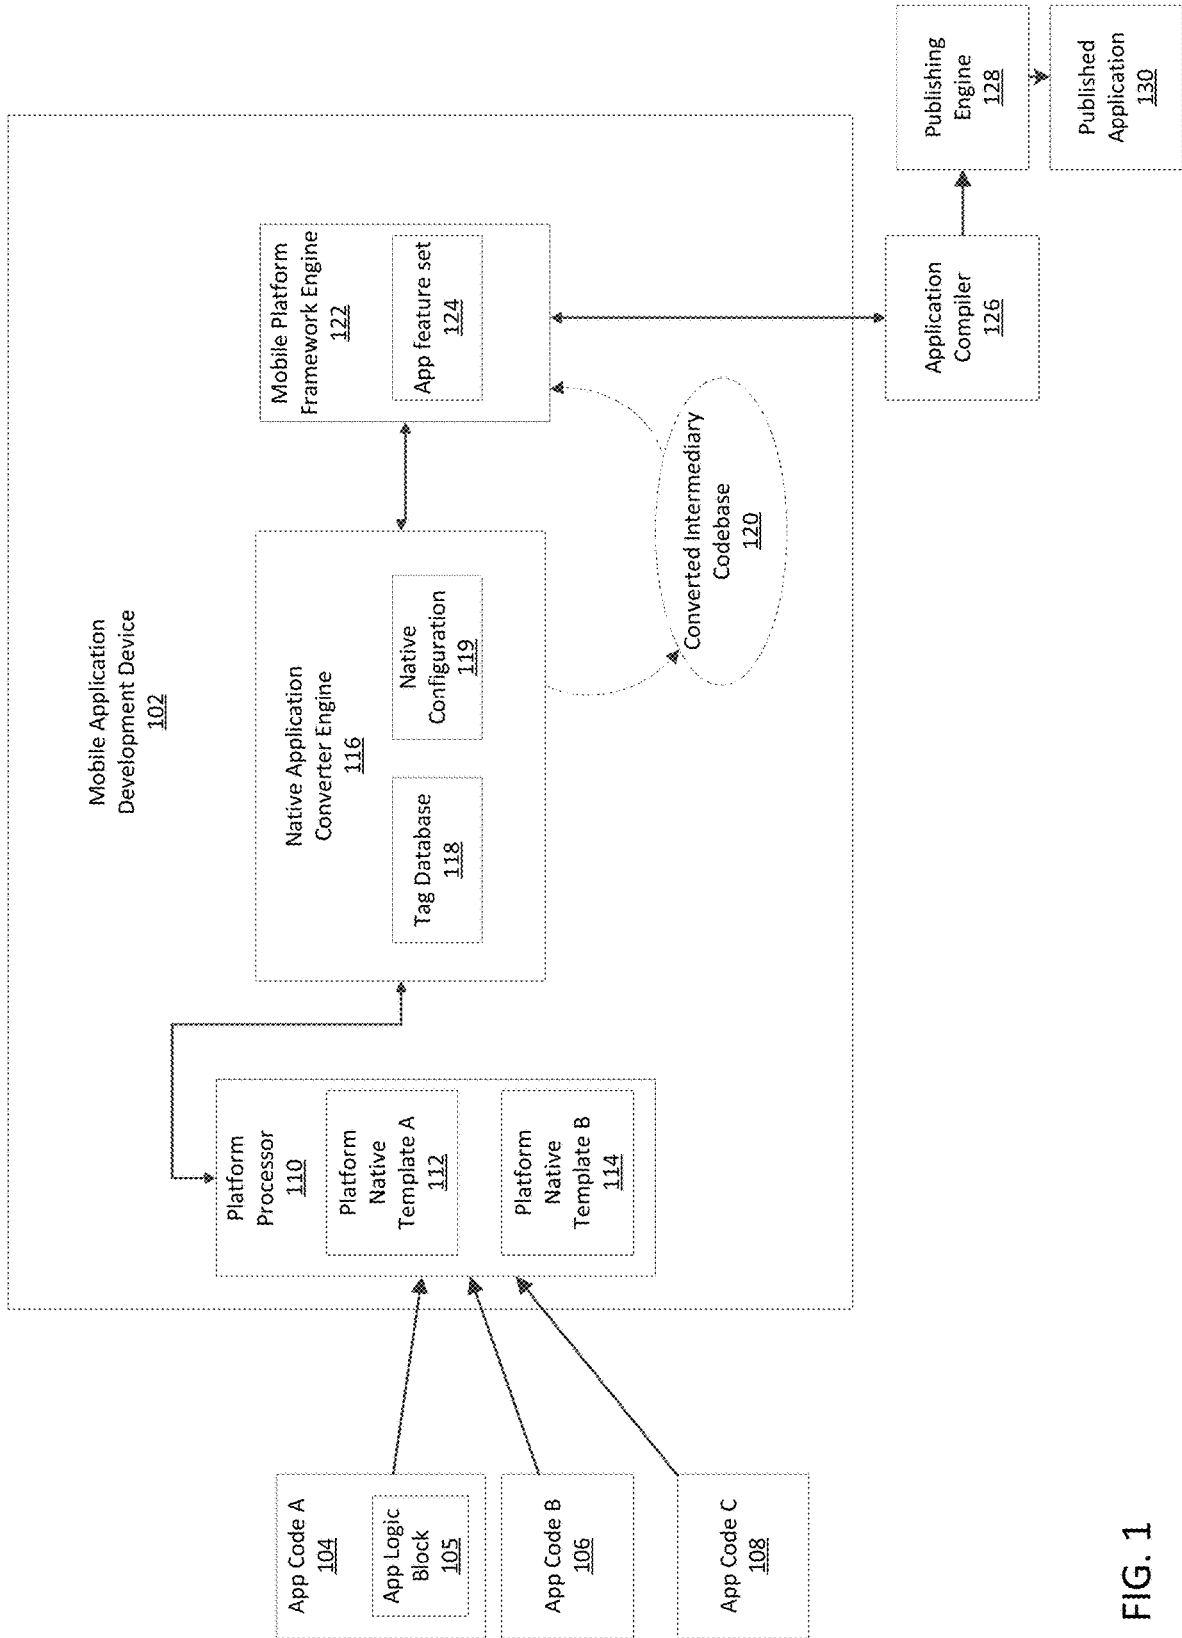 Mobile Application
Development Device
102
App Code A
104
App Logic
Block
105
App Code B
106
App Code C
108
Platform
Processor
110
Platform
Native
Template A
112
Platform
Native
Template B
114
Native Application
Converter Engine
116
Tag Database
118
Native
Configuration
119
Converted Intermediary
Codebase
120
Mobile Platform
Framework Engine
122
App feature set
124
Application
Compiler
126
Publishing
Engine
128
Published
Application
130
FIG. 1